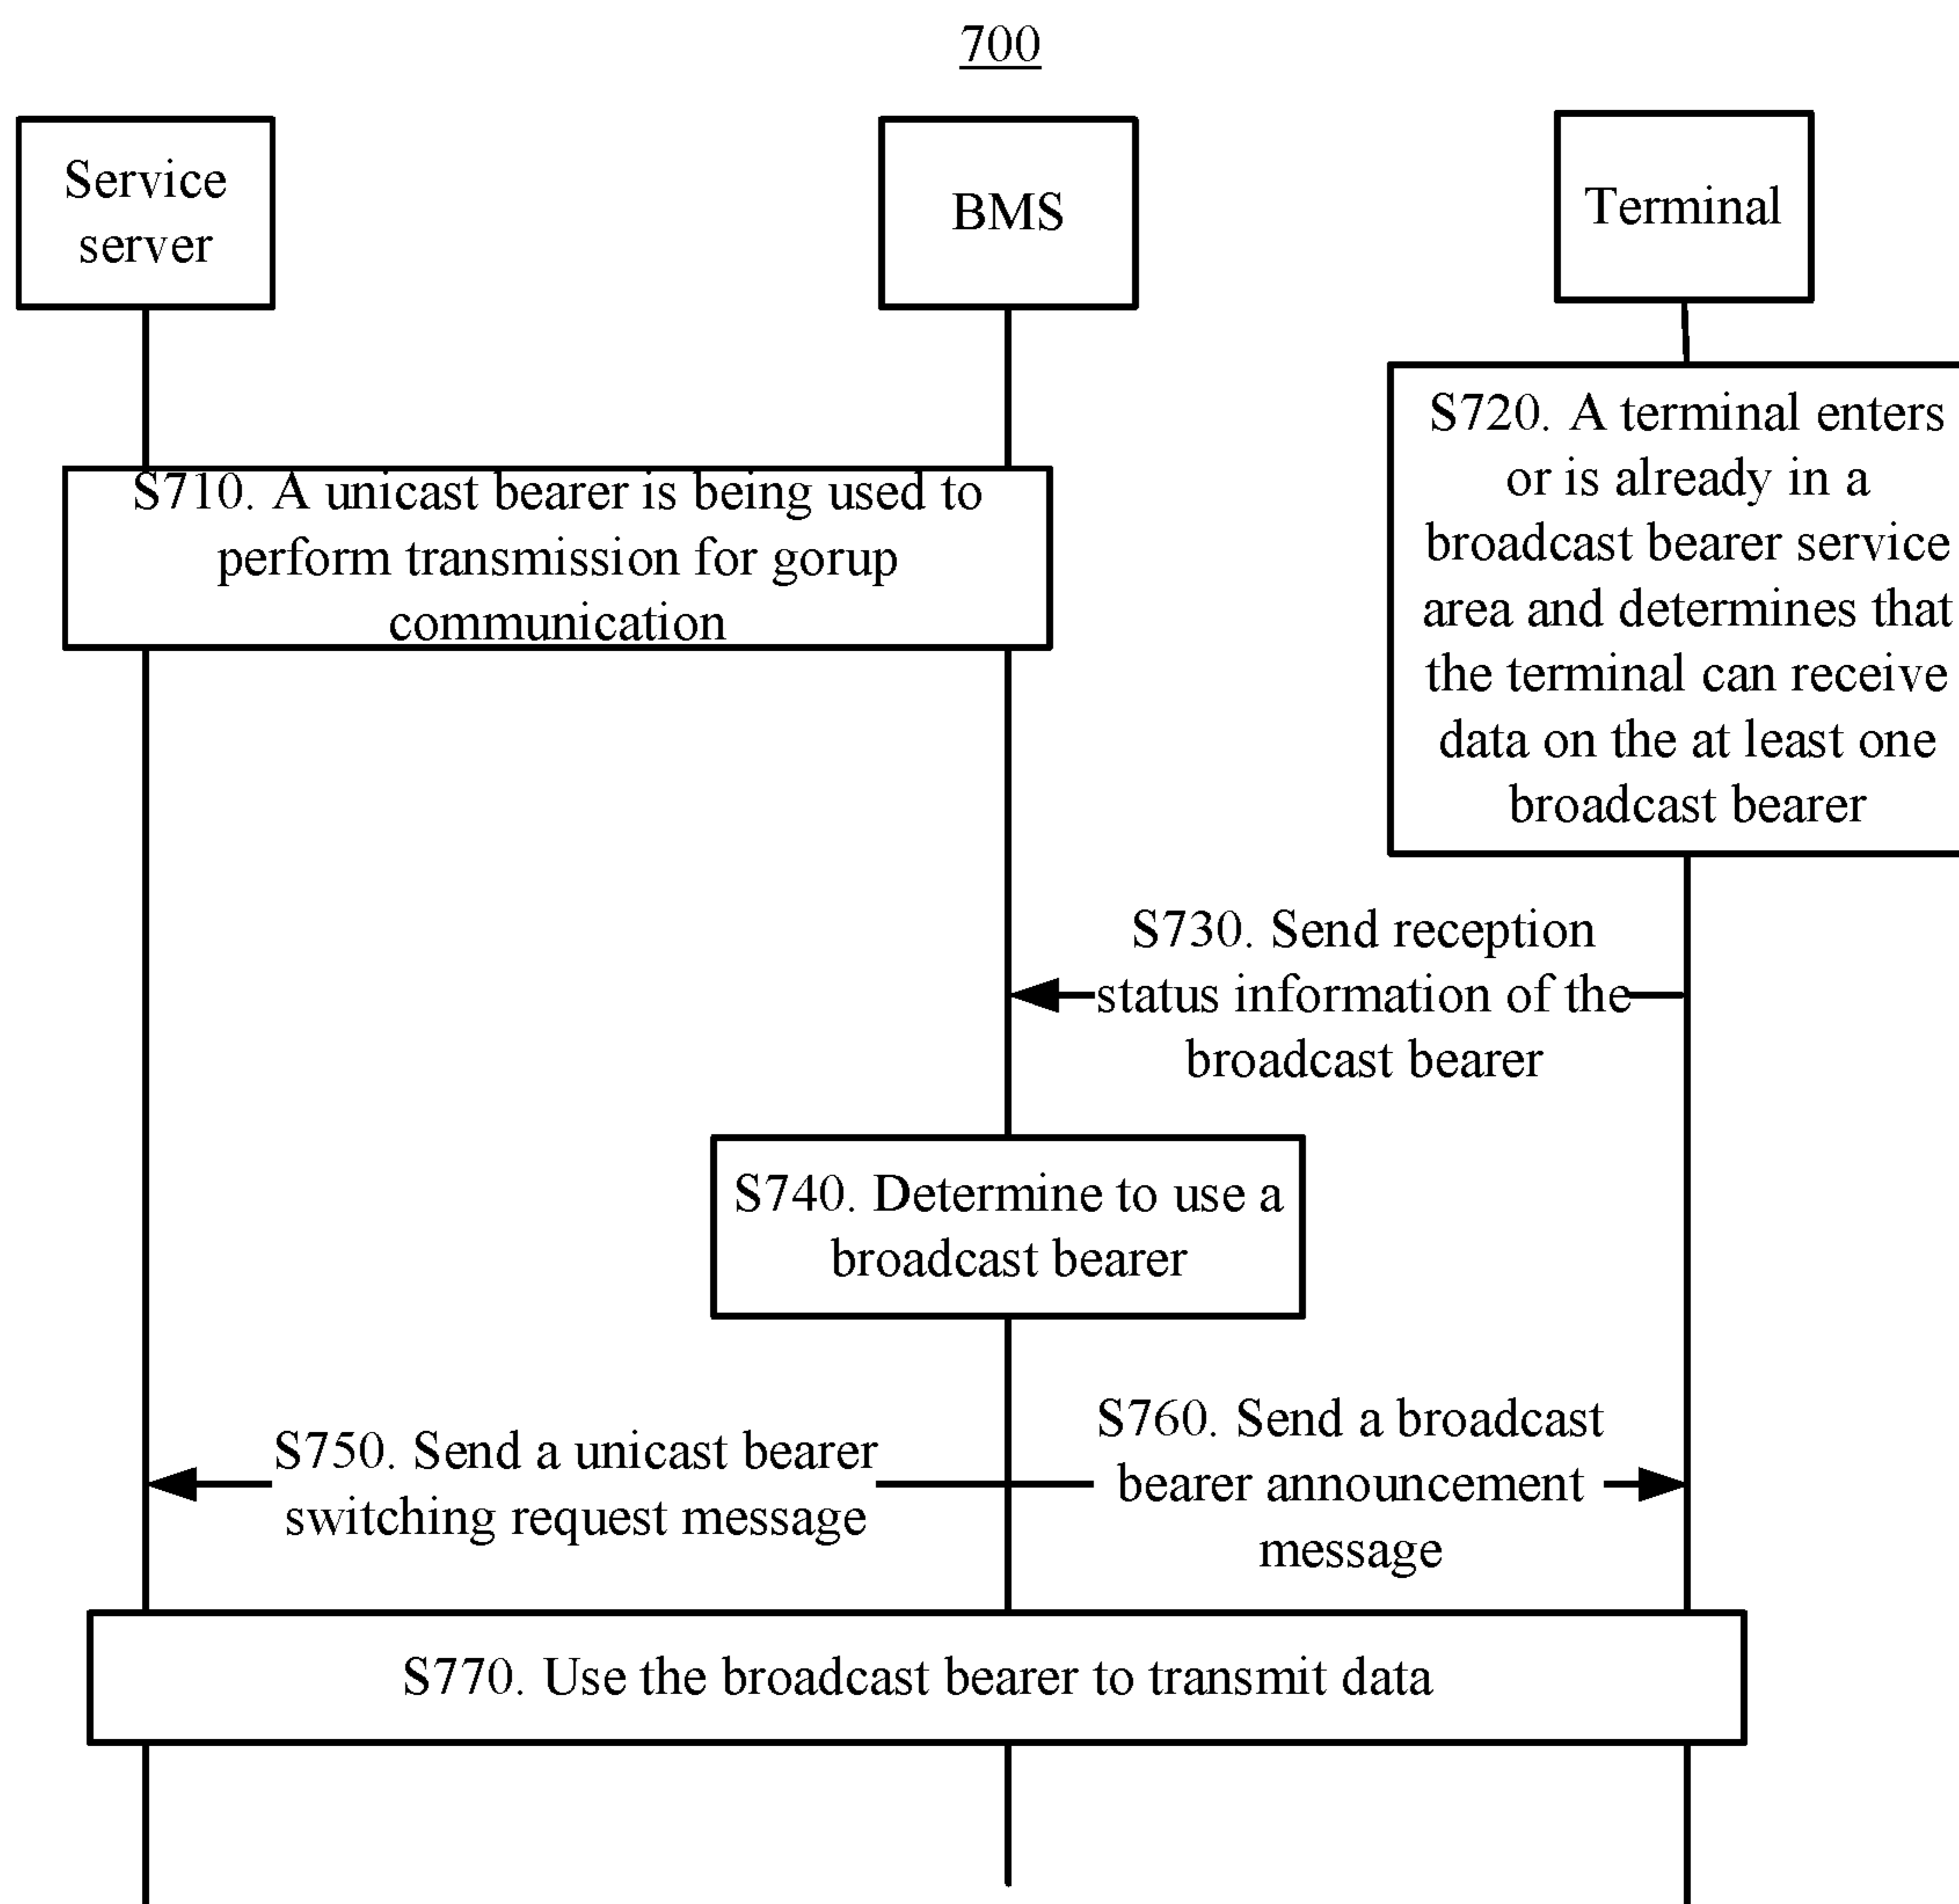 700
Service
server
BMS
Terminal
S710. A unicast bearer is being used to
perform transmission for gorup
communication
S720. A terminal enters
or is already in a
broadcast bearer service
area and determines that
the terminal can receive
data on the at least one
broadcast bearer
S730. Send reception
status information of the
broadcast bearer
S740. Determine to use a
broadcast bearer
S750. Send a unicast bearer
switching request message
S760. Send a broadcast
bearer announcement
message
S770. Use the broadcast bearer to transmit data